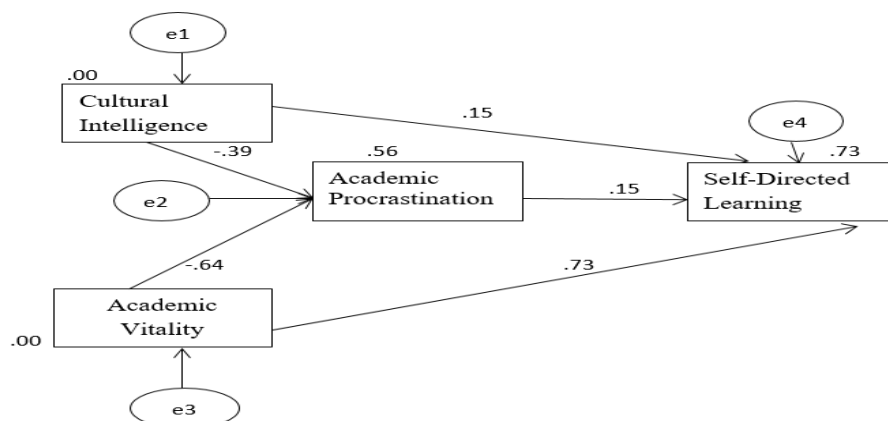 e1
.00
Cultural
Intelligence
.15
e4
-.39
.56
.73
Academic
Procrastination
Self-Directed
Learning
e2
.15
-.64
.73
Academic
Vitality
.00
e3